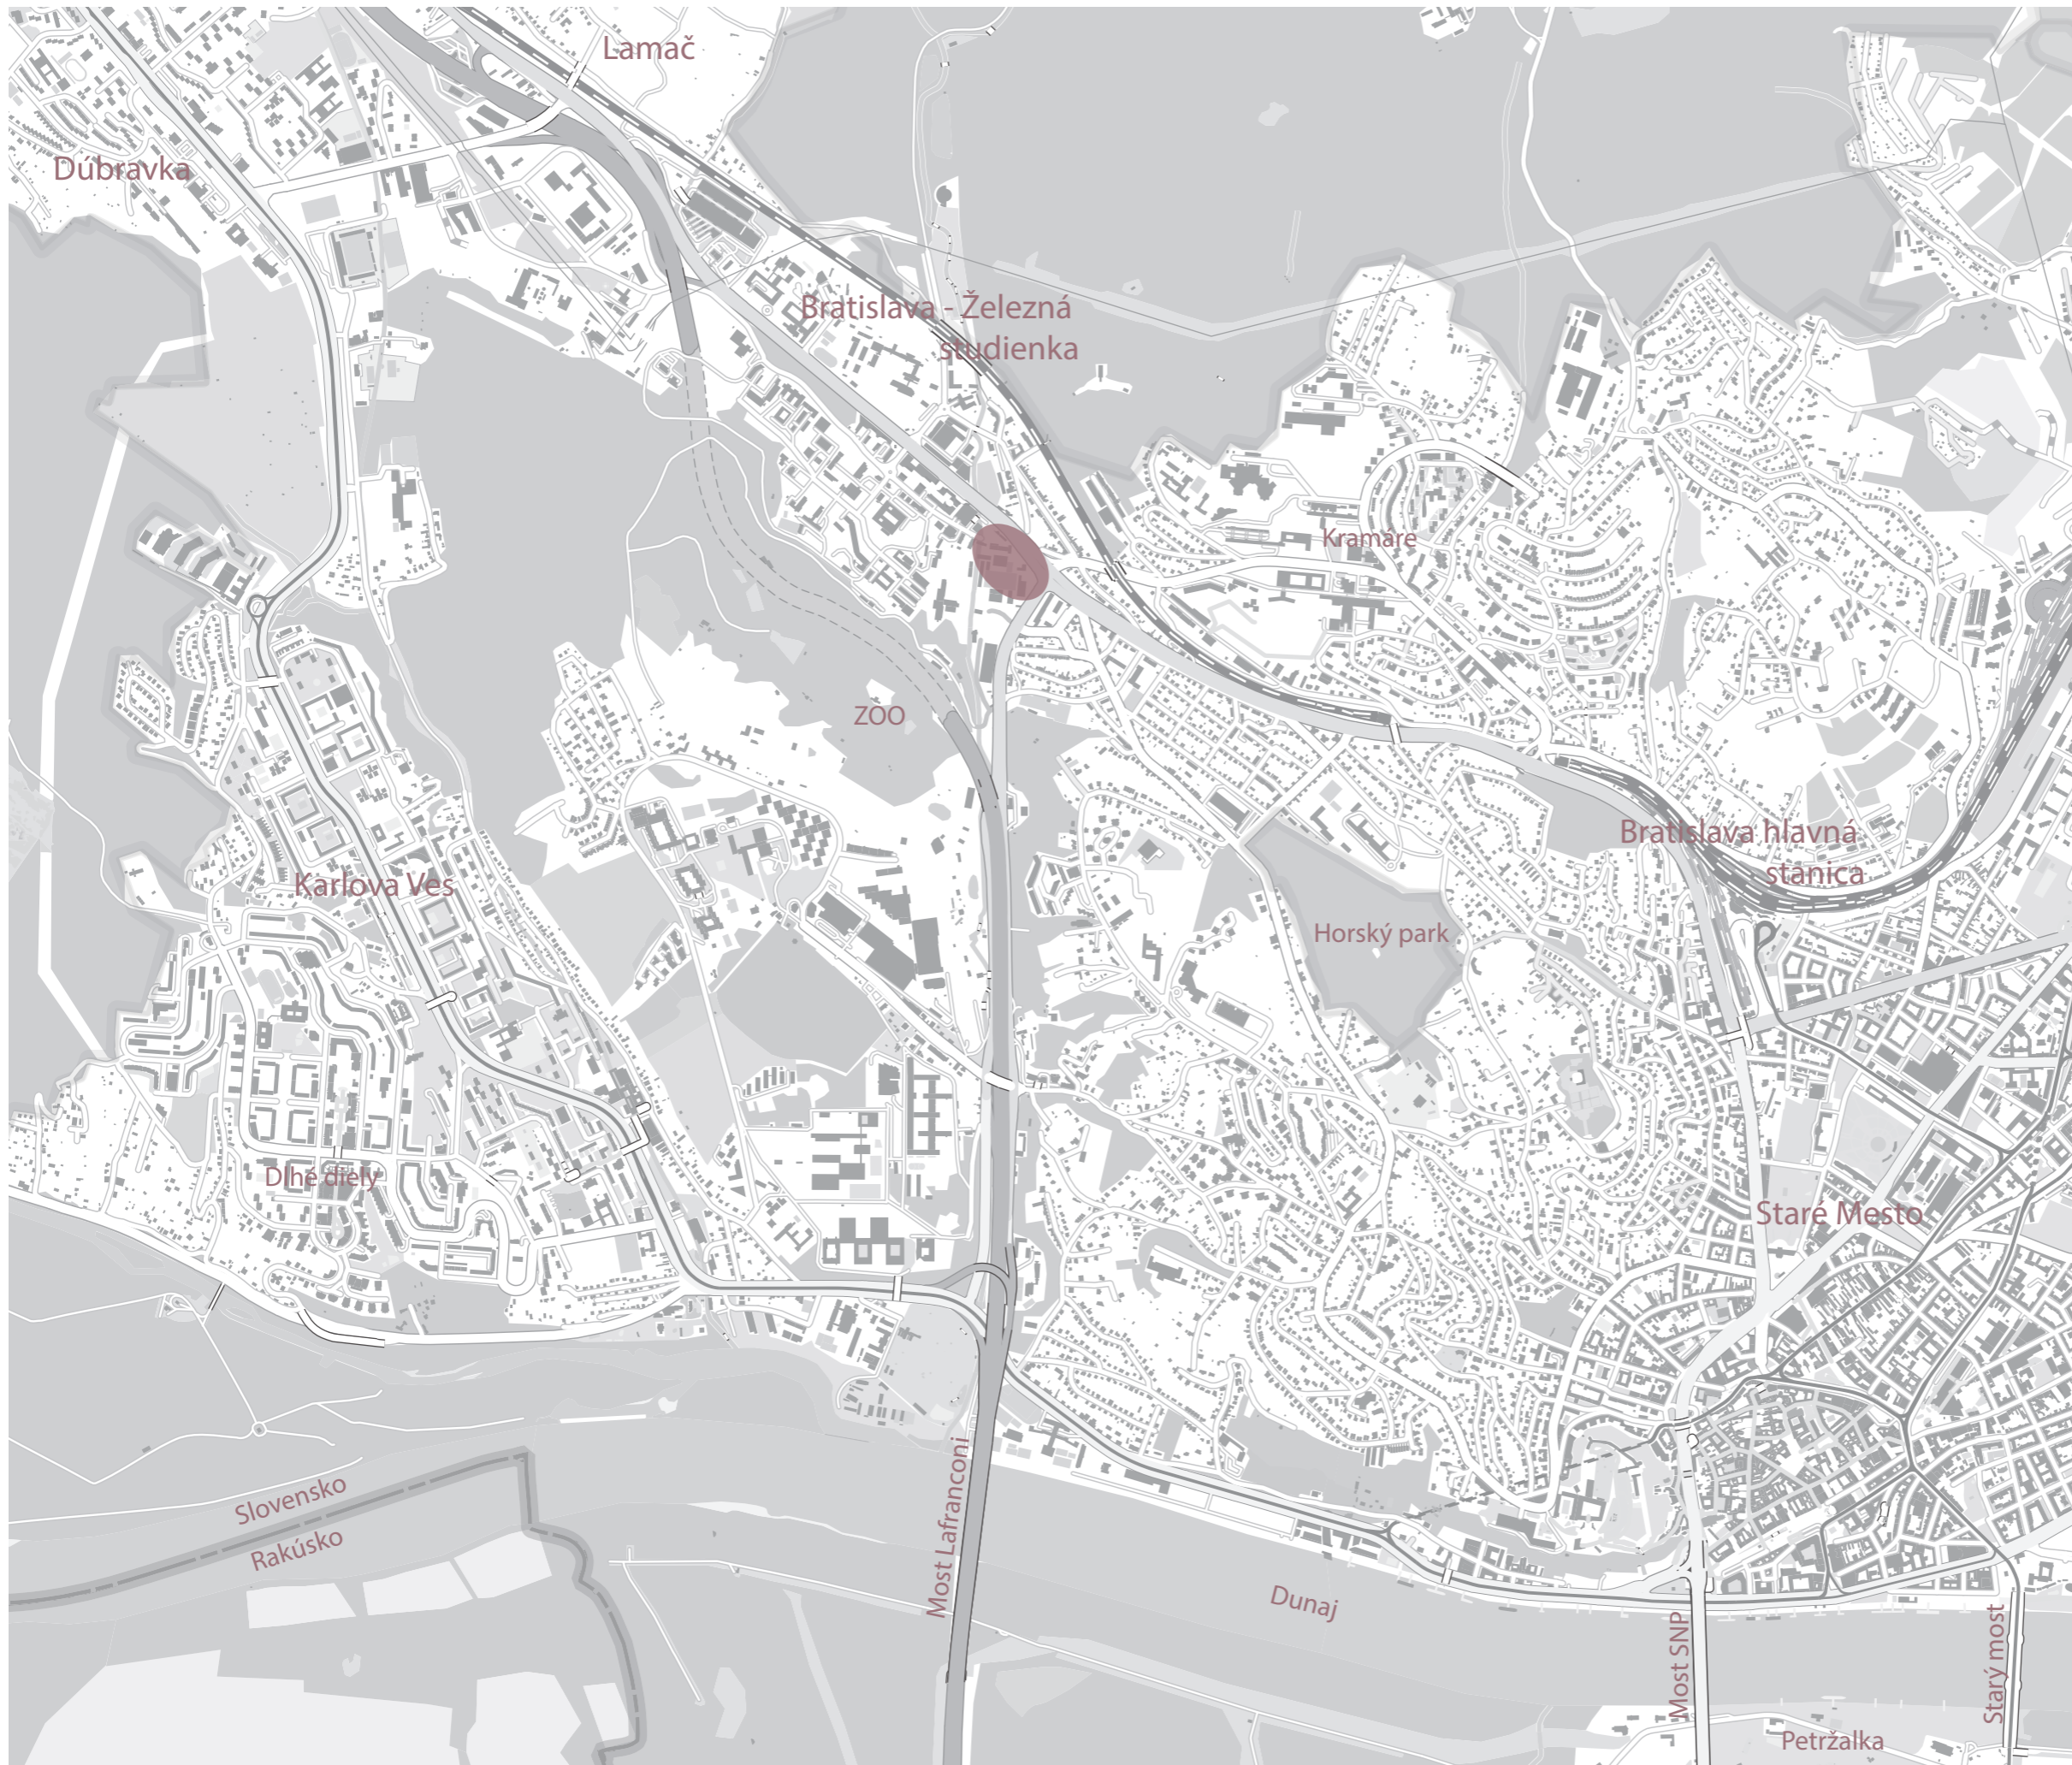 Lamač
Dúbravka
Bratislava - Železná
studienka
Kramáre
ZOO
Bratislava hlavná
stanica
Karlova Ves
Horský park
Dlhé diely
Staré Mesto
Slovensko
Rakúsko
Most Lafranconi
Dunaj
Most SNP
Starý most
Petržalka